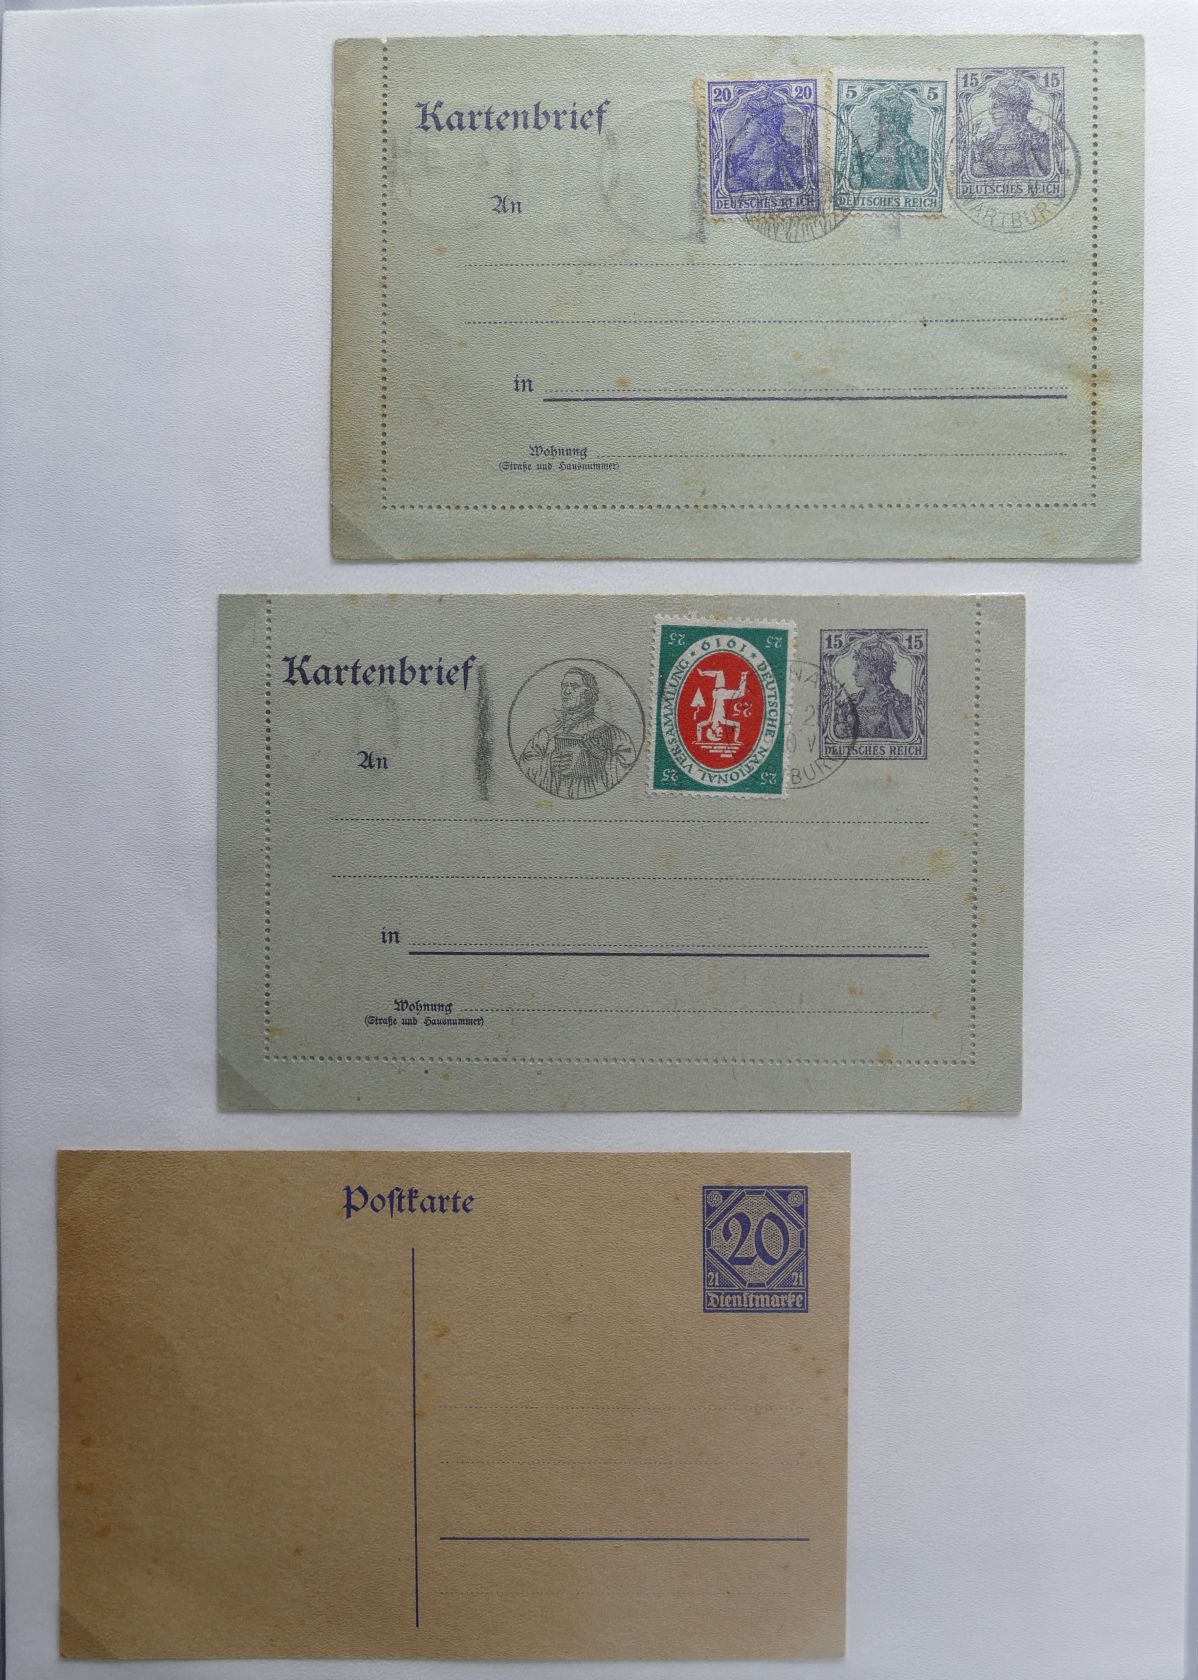 Kartenbrief
20 20
DEUTSCHES REICH
5 5
DEUTSCHES REICH
15 15
DEUTSCHES REICH
An
in
Wohnung
(Straße und Hausnummer)
Kartenbrief
25 25
1919
DEUTSCHE NATIONAL VERSAMMLUNG
25
25 25
15 15
DEUTSCHES REICH
An
in
Wohnung
(Straße und Hausnummer)
Postkarte
20
21 21
Dienstmarke